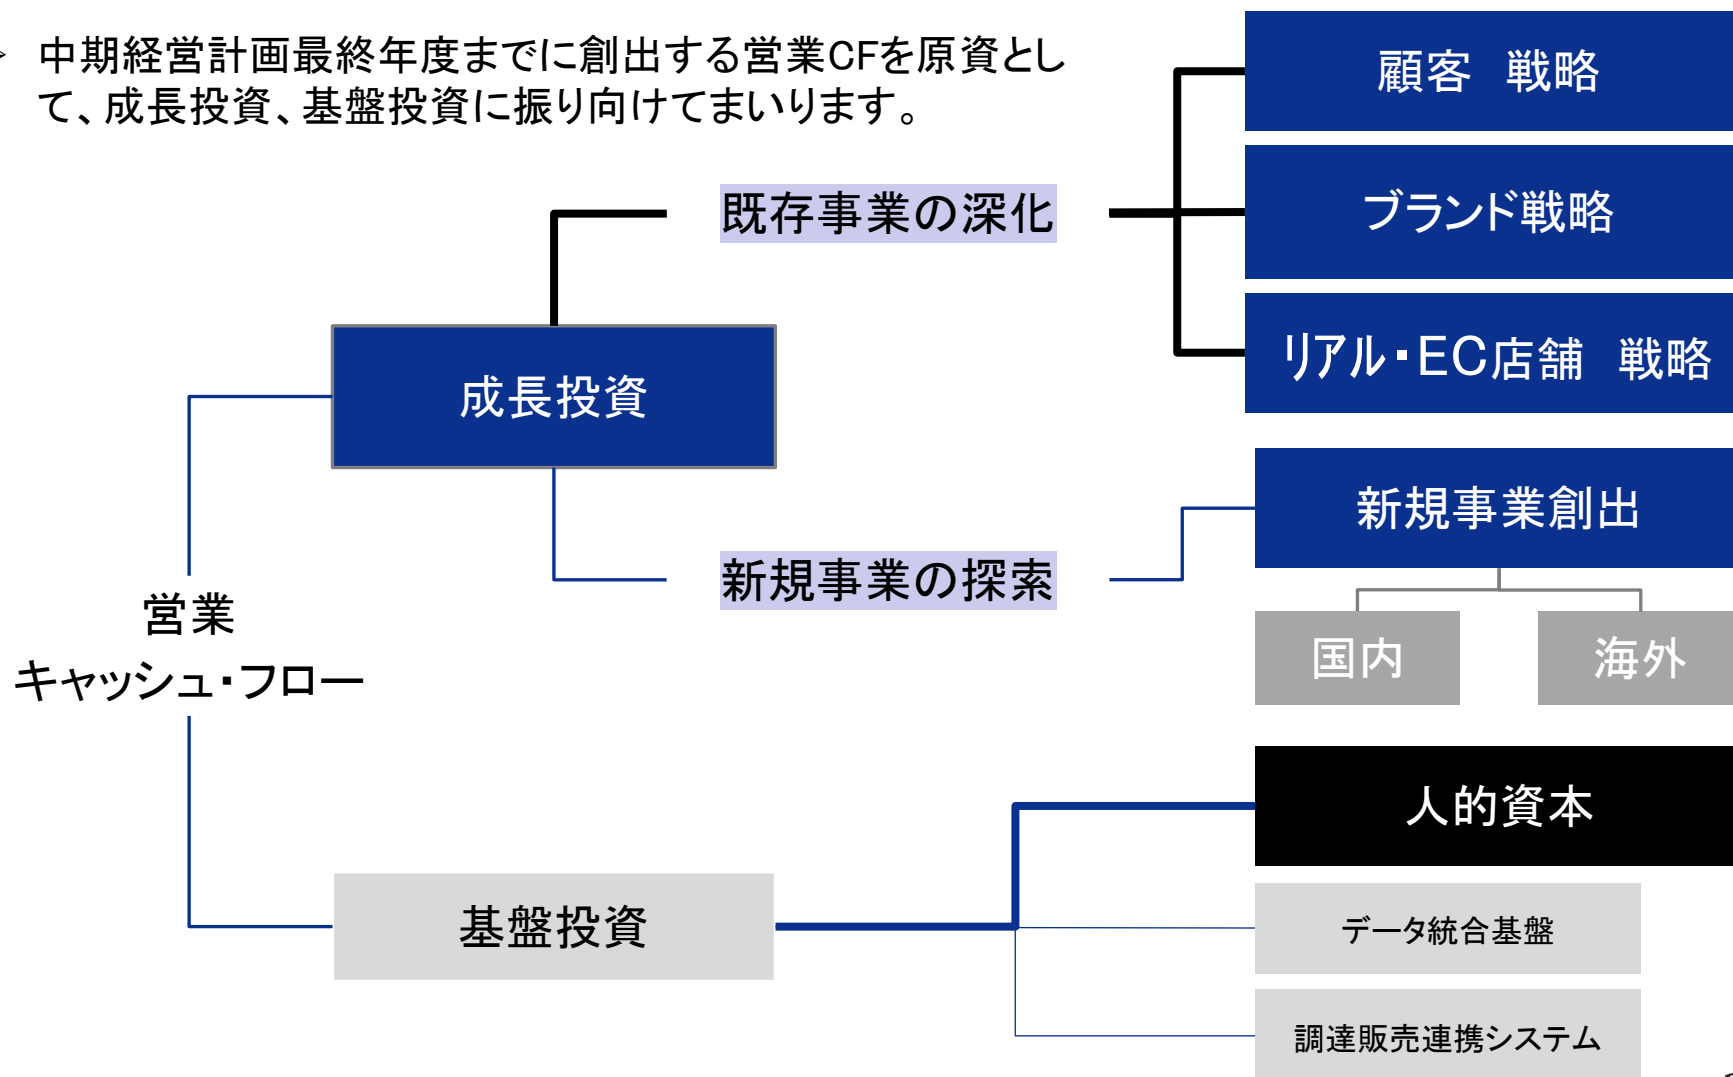 中期経営計画最終年度までに創出する営業CFを原資とし
て、成長投資、基盤投資に振り向けてまいります。
顧客　戦略
ブランド戦略
リアル・EC店舗　戦略
既存事業の深化
成長投資
新規事業の探索
新規事業創出
国内
海外
営業
キャッシュ・フロー
人的資本
基盤投資
データ統合基盤
調達販売連携システム